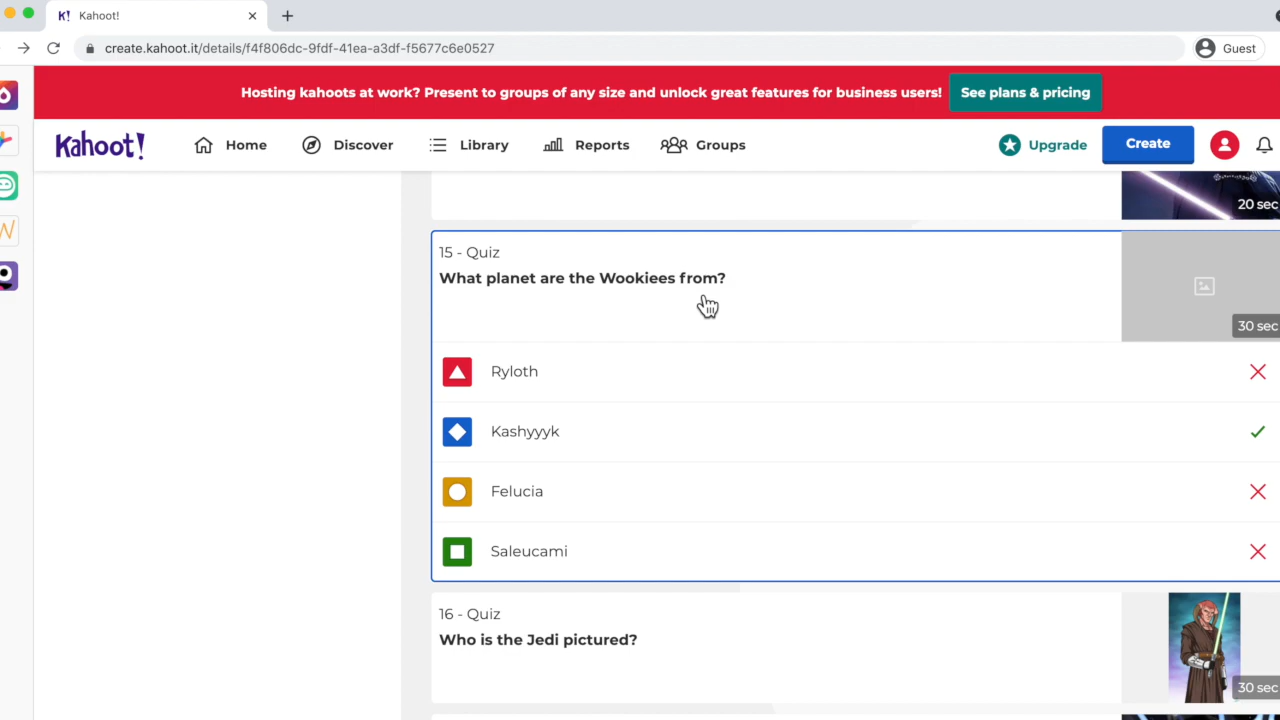 K! Kahoot!
create.kahoot.it/details/f4f806dc-9fdf-41ea-a3df-f5677c6e0527
Guest
Hosting kahoots at work? Present to groups of any size and unlock great features for business users!
See plans & pricing
Kahoot!
Home
Discover
Library
Reports
Groups
Upgrade
Create
20 sec
15 - Quiz
What planet are the Wookiees from?
30 sec
Ryloth
Kashyyyk
Felucia
Saleucami
16 - Quiz
Who is the Jedi pictured?
30 sec